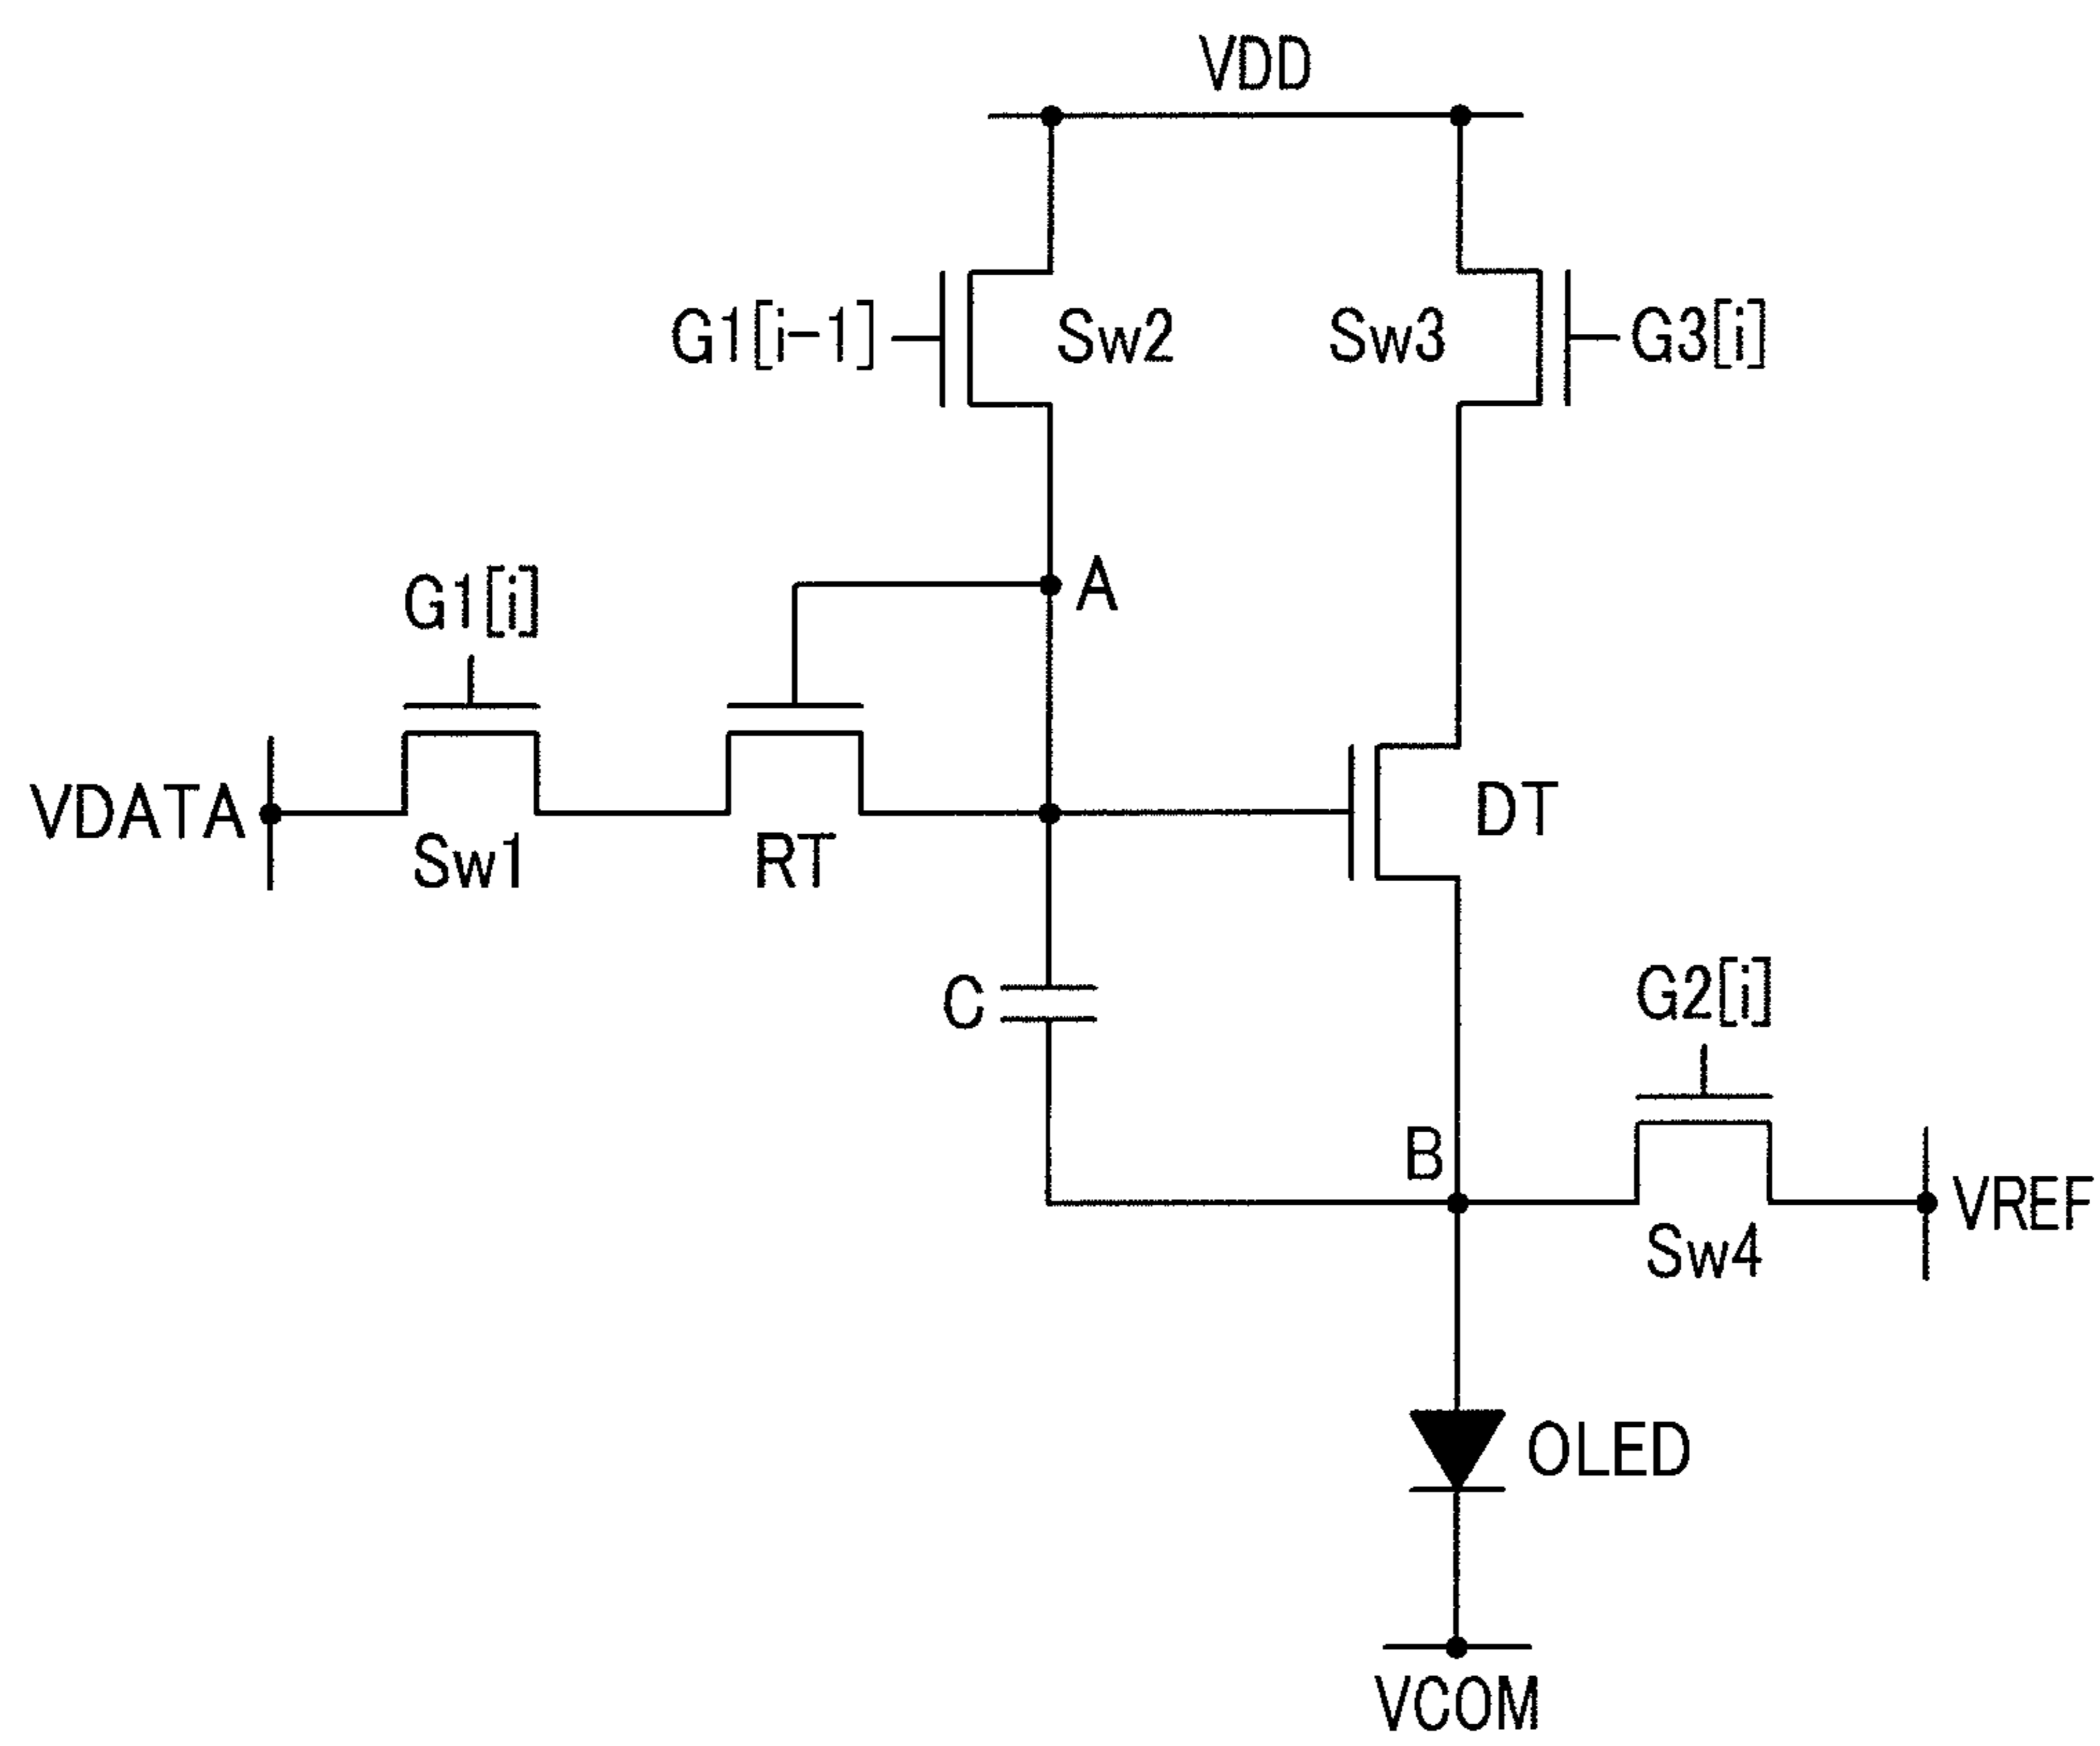 VDD
G1[i-1]
Sw2
Sw3
G3[i]
A
G1[i]
VDATA
Sw1
RT
DT
C
G2[i]
B
VREF
Sw4
OLED
VCOM